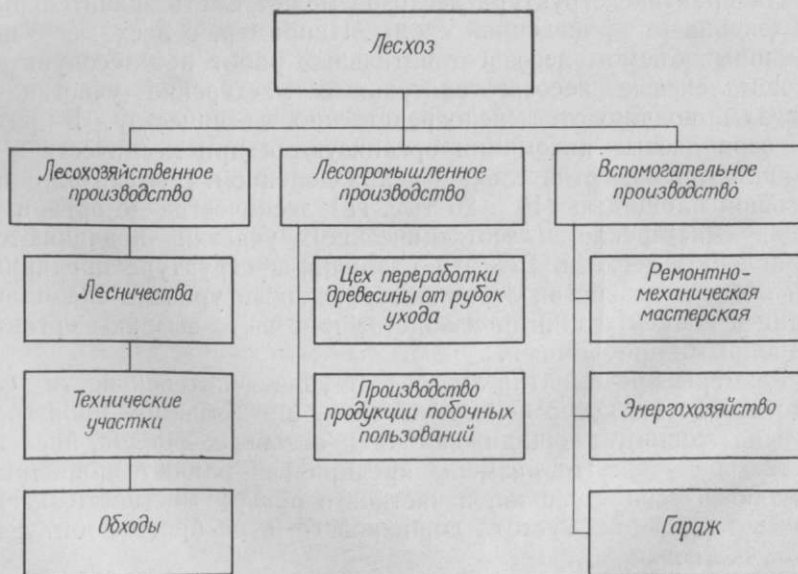 Лесхоз
Лесохозяйственное
производство
Лесопромышленное
производство
Вспомогательное
производство
Лесничества
Цех переработки
древесины от рубок
ухода
Ремонтно-
механическая
мастерская
Технические
участки
Производство
продукции побочных
пользований
Энергохозяйство
Обходы
Гараж